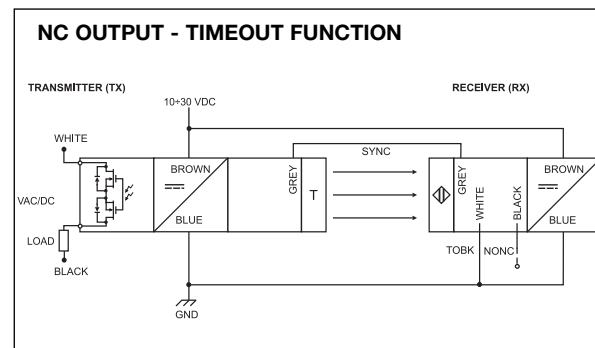 NC OUTPUT - TIMEOUT FUNCTION
TRANSMITTER (TX)
RECEIVER (RX)
10÷30 VDC
WHITE
SYNC
BROWN
GREY
GREY
BROWN
VAC/DC
T
WHITE
BLACK
BLUE
BLUE
LOAD
TOBK
NONC
BLACK
GND